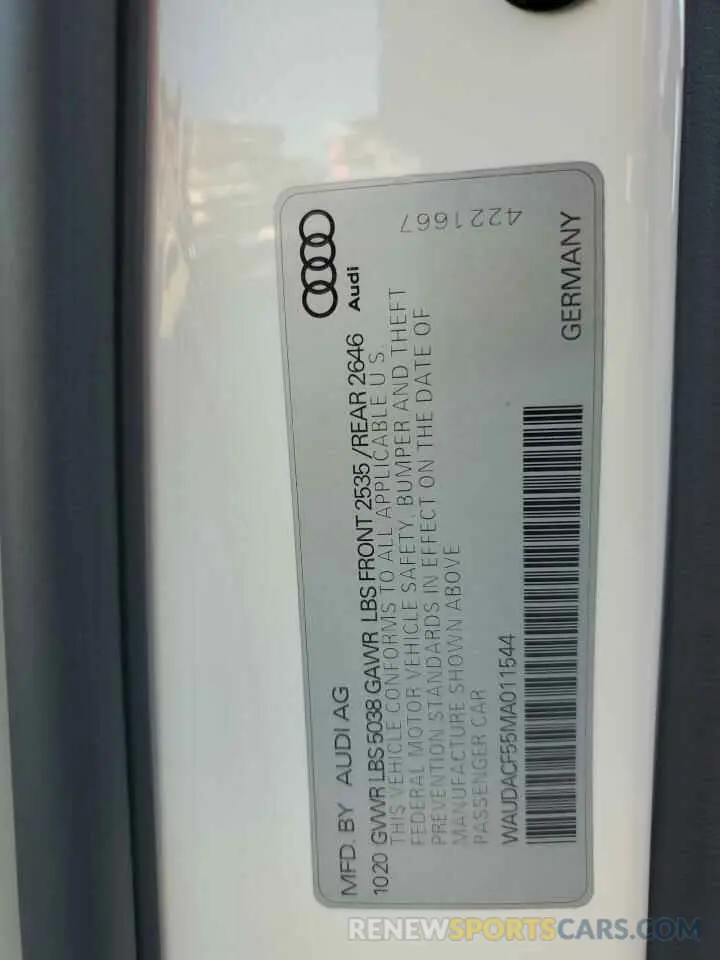 MFD. BY AUDI AG
Audi
1020 GVWR LBS 5038 GAWR LBS FRONT 2535 /REAR 2646
THIS VEHICLE CONFORMS TO ALL APPLICABLE U S.
FEDERAL MOTOR VEHICLE SAFETY, BUMPER AND THEFT
PREVENTION STANDARDS IN EFFECT ON THE DATE OF
MANUFACTURE SHOWN ABOVE
PASSENGER CAR
4221667
WAUDACF55MA011544
GERMANY
RENEWSPORTSCARS.COM